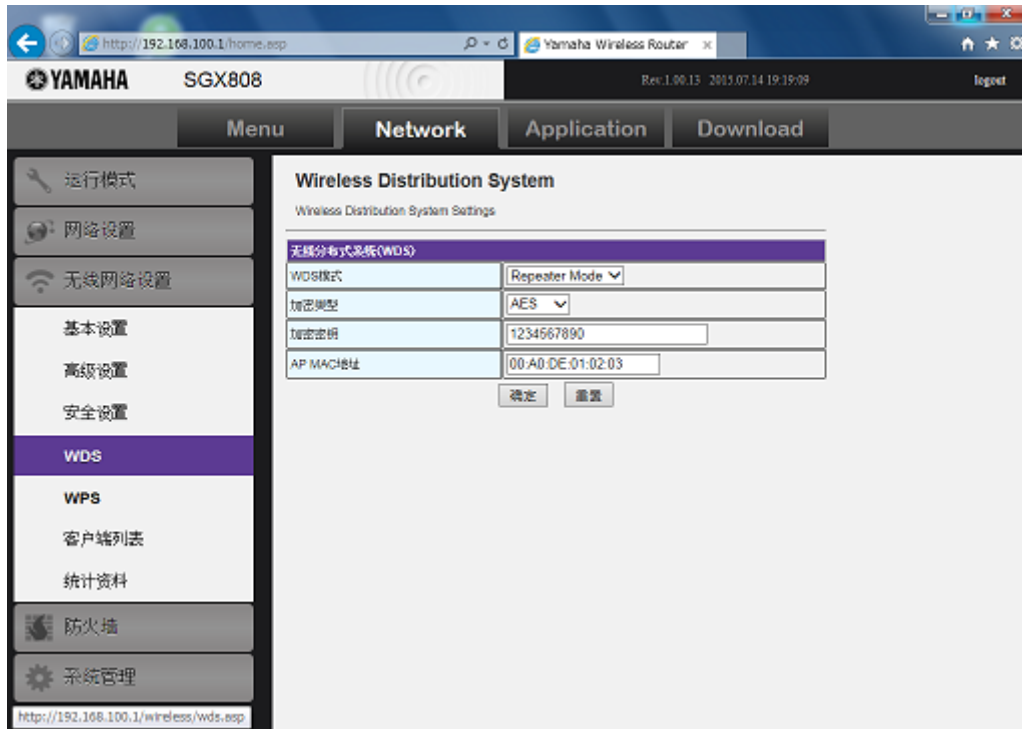 http://192.168.100.1/home.asp
Yamaha Wireless Router
YAMAHA SGX808
Rev.1.00.13 2015.07.14 19:19:09
logout
Menu Network Application Download
运行模式
网络设置
无线网络设置
基本设置
高级设置
安全设置
WDS
WPS
客户端列表
统计资料
防火墙
系统管理
Wireless Distribution System
Wireless Distribution System Settings
无线分布式系统(WDS)
WDS模式 Repeater Mode
加密类型 AES
加密密钥 1234567890
AP MAC地址 00:A0:DE:01:02:03
确定 重置
http://192.168.100.1/wireless/wds.asp